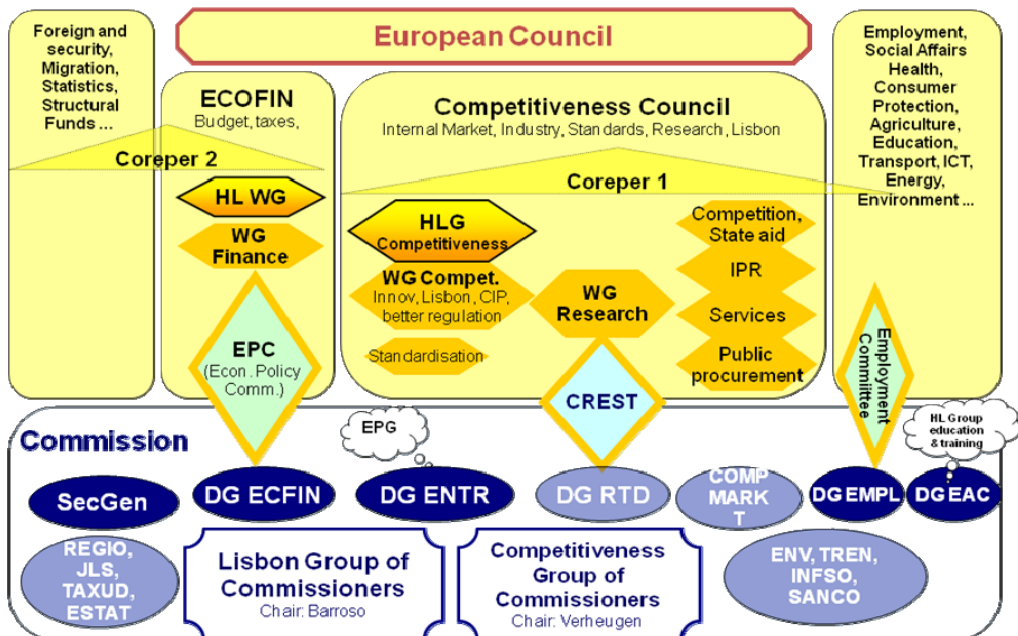 European Council
Foreign and
security,
Migration,
Statistics,
Structural
Funds ...
ECOFIN
Budget, taxes,
Competitiveness Council
Internal Market, Industry, Standards, Research, Lisbon
Employment,
Social Affairs
Health,
Consumer
Protection,
Agriculture,
Education,
Transport, ICT,
Energy,
Environment ...
Coreper 2
Coreper 1
HL WG
WG
Finance
HLG
Competitiveness
WG Compet.
Innov, Lisbon, CIP,
better regulation
Standardisation
WG
Research
Competition,
State aid
IPR
Services
Public
procurement
EPC
(Econ. Policy
Comm.)
CREST
Employment
Committee
Commission
EPG
HL Group
education
& training
SecGen
DG ECFIN
DG ENTR
DG RTD
COMP
MARK
T
DG EMPL
DG EAC
REGIO,
JLS,
TAXUD,
ESTAT
Lisbon Group of
Commissioners
Chair: Barroso
Competitiveness
Group of
Commissioners
Chair: Verheugen
ENV, TREN,
INFSO,
SANCO